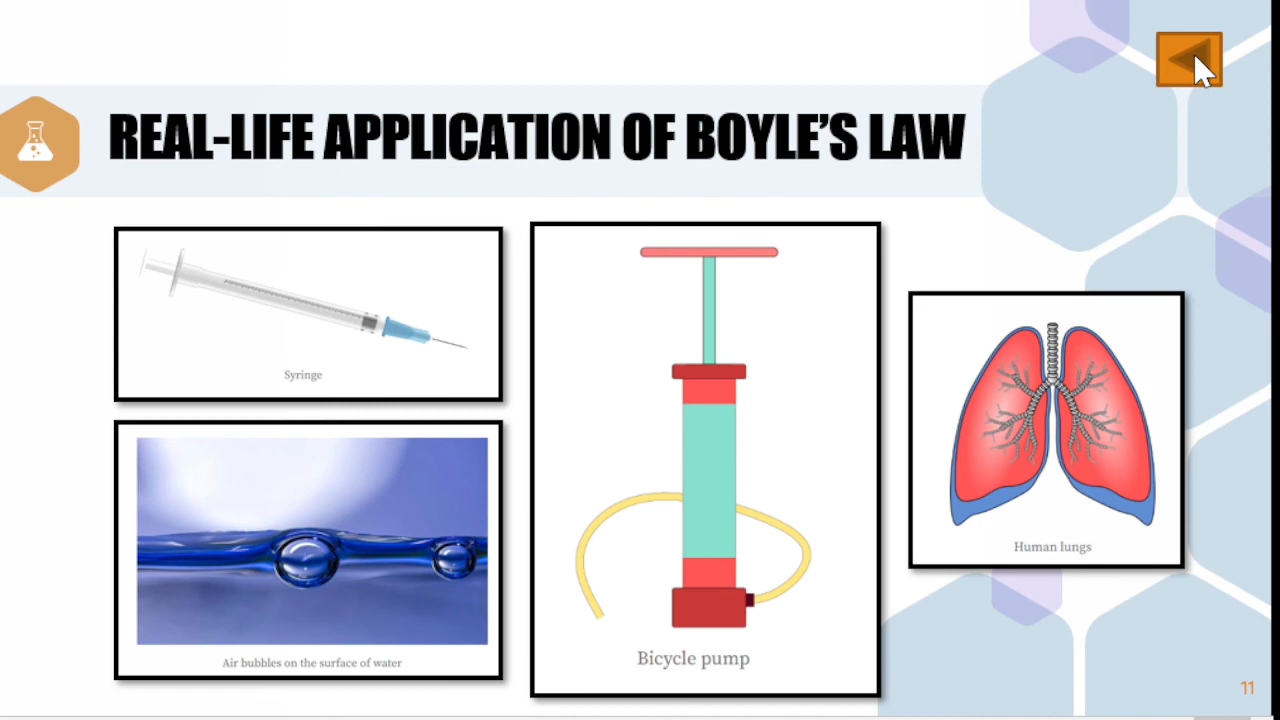 REAL-LIFE APPLICATION OF BOYLE’S LAW
Syringe
Air bubbles on the surface of water
Bicycle pump
Human lungs
11